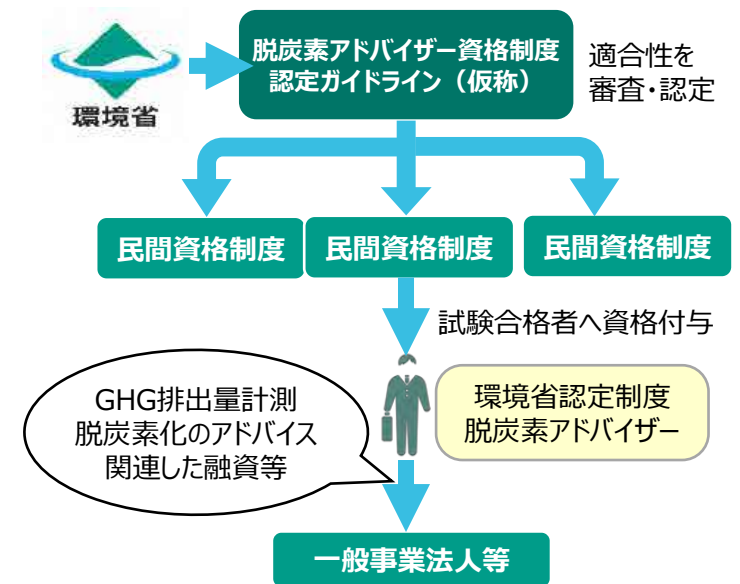 環境省
脱炭素アドバイザー資格制度
認定ガイドライン（仮称）
適合性を
審査・認定
民間資格制度
民間資格制度
民間資格制度
試験合格者へ資格付与
GHG排出量計測
脱炭素化のアドバイス
関連した融資等
環境省認定制度
脱炭素アドバイザー
一般事業法人等